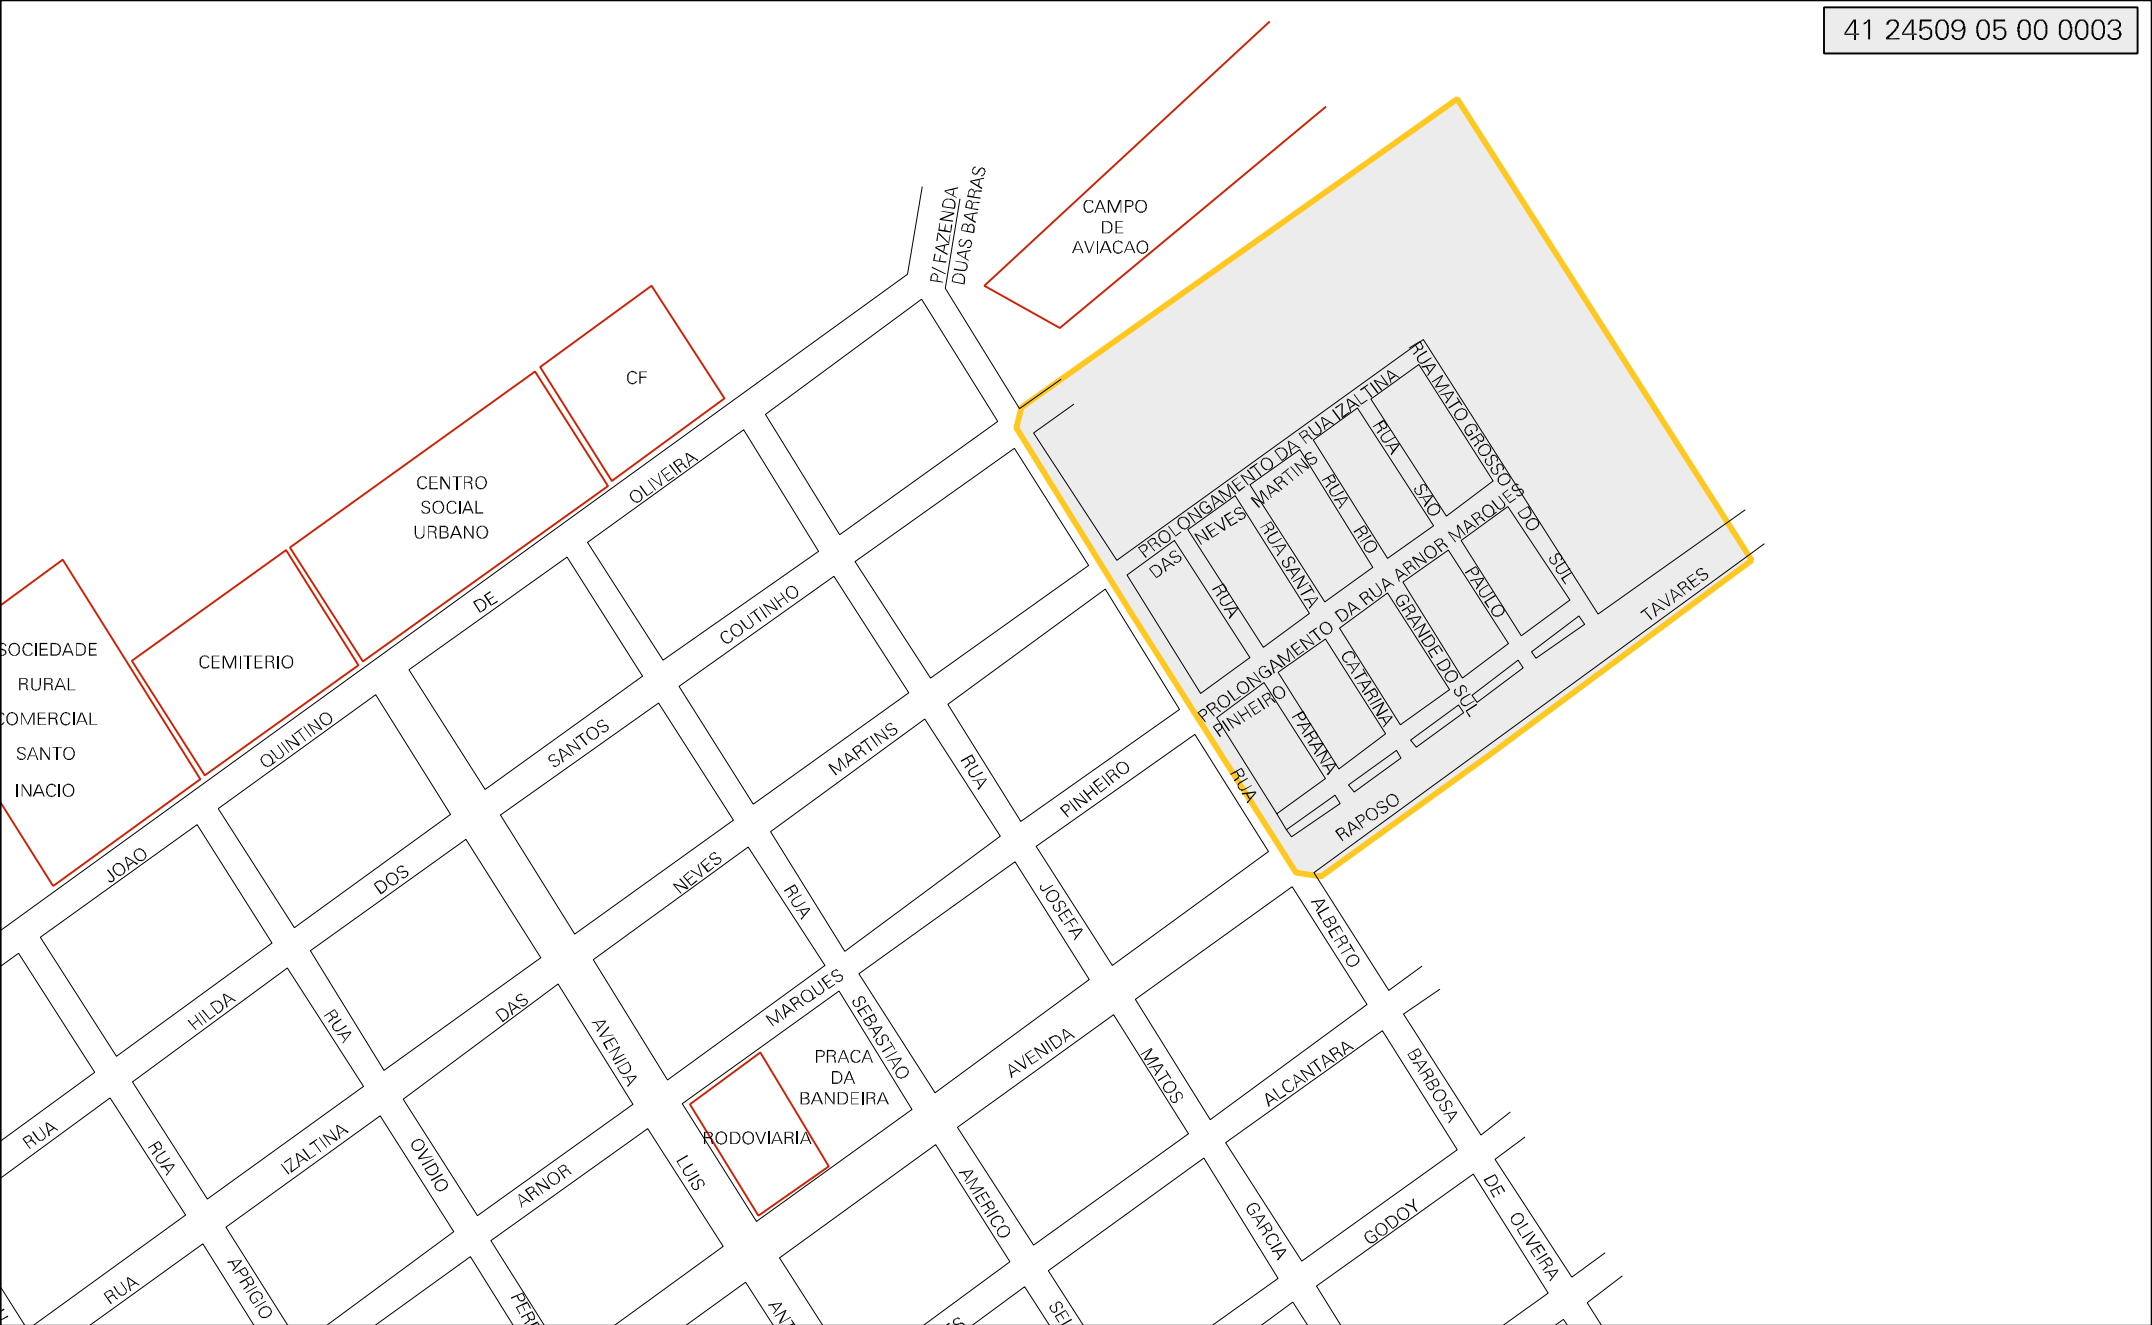 41 24509 05 00 0003
P/ FAZENDA
DUAS BARRAS
CAMPO
DE
AVIACAO
CF
CENTRO
SOCIAL
URBANO
CEMITERIO
SOCIEDADE
RURAL
COMERCIAL
SANTO
INACIO
JOAO QUINTINO DE OLIVEIRA
RUA HILDA DOS SANTOS COUTINHO
RUA IZALTINA DAS NEVES MARTINS
PROLONGAMENTO DA RUA IZALTINA
DAS NEVES MARTINS
ARNOR MARQUES PINHEIRO
PROLONGAMENTO DA RUA ARNOR MARQUES
PINHEIRO
RUA MATO GROSSO DO SUL
RUA SAO PAULO
RUA RIO GRANDE DO SUL
RUA SANTA CATARINA
RUA PARANA
AVENIDA RAPOSO TAVARES
RUA ALBERTO BARBOSA DE OLIVEIRA
RUA JOSEFA MATOS GARCIA
RUA SEBASTIAO AMERICO
AVENIDA LUIS
RUA OVIDIO
RUA APRIGIO
PRACA
DA
BANDEIRA
RODOVIARIA
ALCANTARA
GODOY